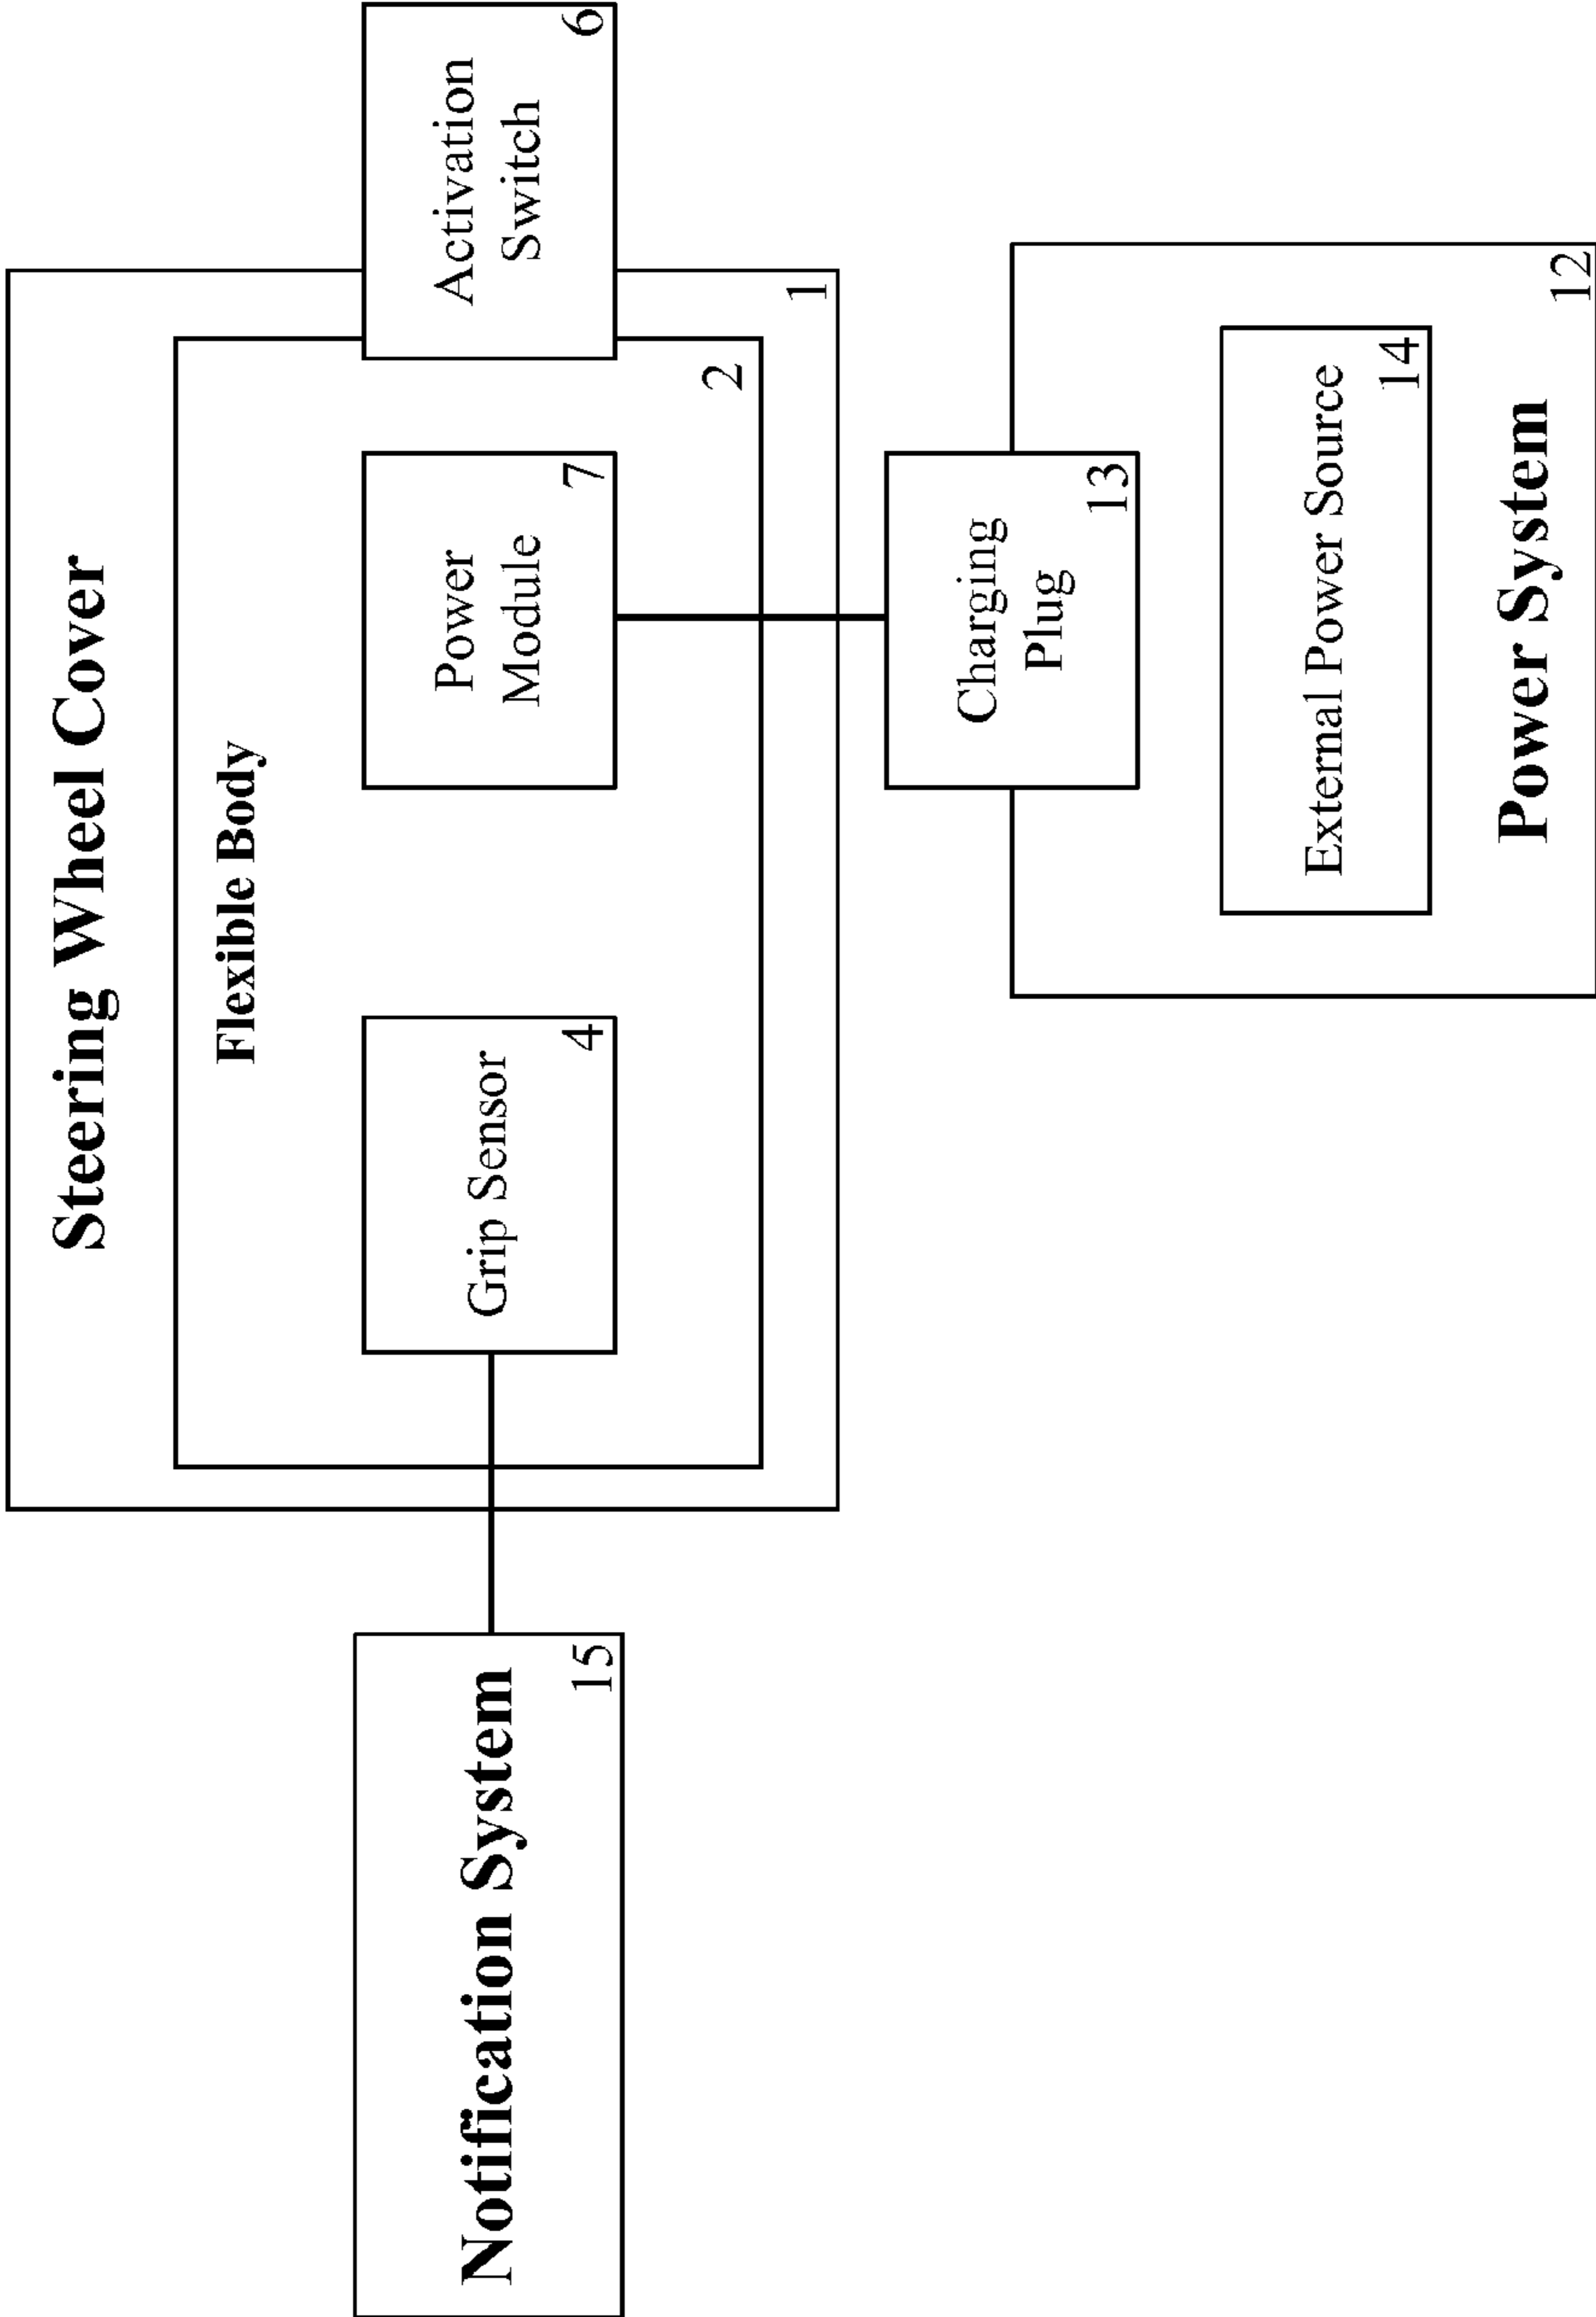 Steering Wheel Cover
Flexible Body
Notification System
15
Grip Sensor
4
Power
Module
7
Activation
Switch
6
2
1
Charging
Plug
13
External Power Source
14
Power System
12